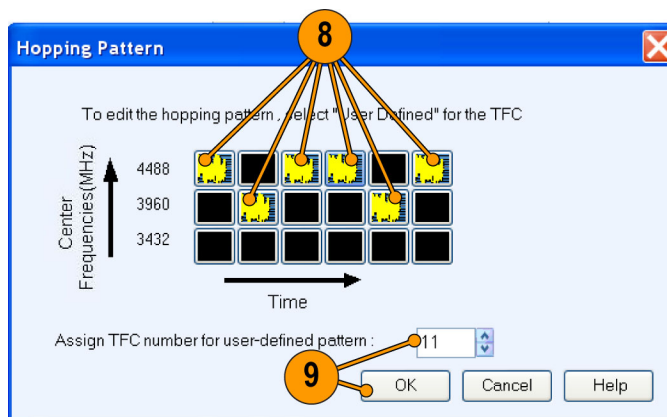 8
Hopping Pattern
To edit the hopping pattern , select "User Defined" for the TFC
4488
3960
3432
Center
Frequencies(MHz)
Time
Assign TFC number for user-defined pattern : 11
9
OK Cancel Help